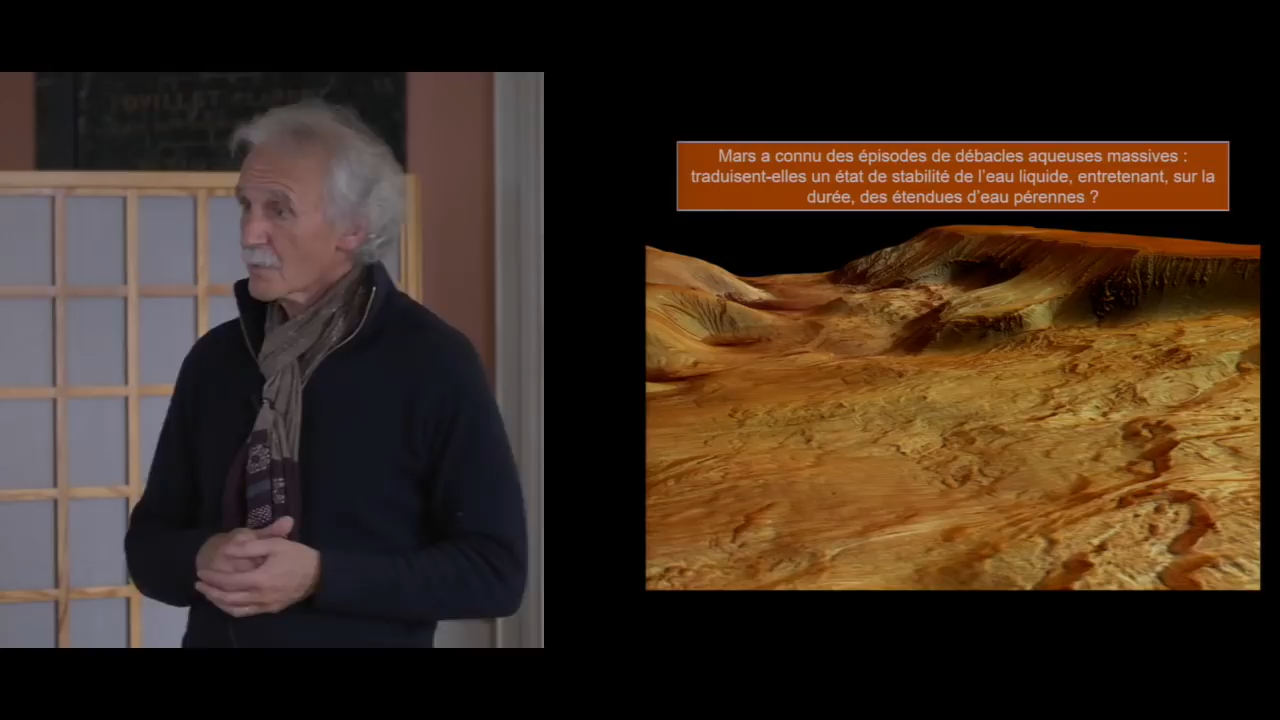 Mars a connu des épisodes de débacles aqueuses massives :
traduisent-elles un état de stabilité de l’eau liquide, entretenant, sur la
durée, des étendues d’eau pérennes ?